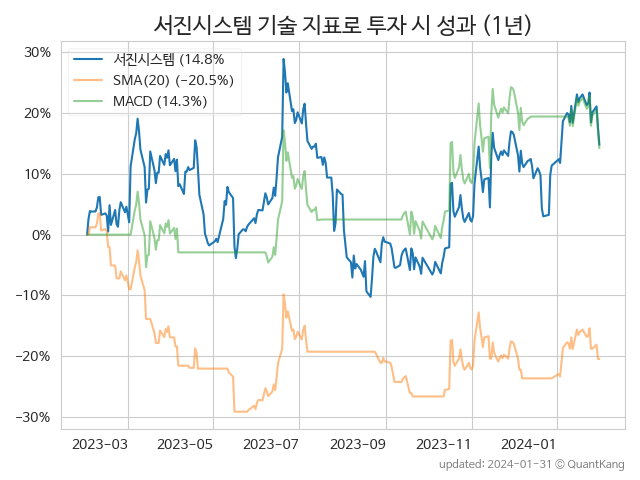 서진시스템 기술 지표로 투자 시 성과 (1년)
서진시스템 (14.8%
SMA(20) (−20.5%)
MACD (14.3%)
30%
20%
10%
0%
−10%
−20%
−30%
2023-03 2023-05 2023-07 2023-09 2023-11 2024-01
updated: 2024-01-31 © QuantKang